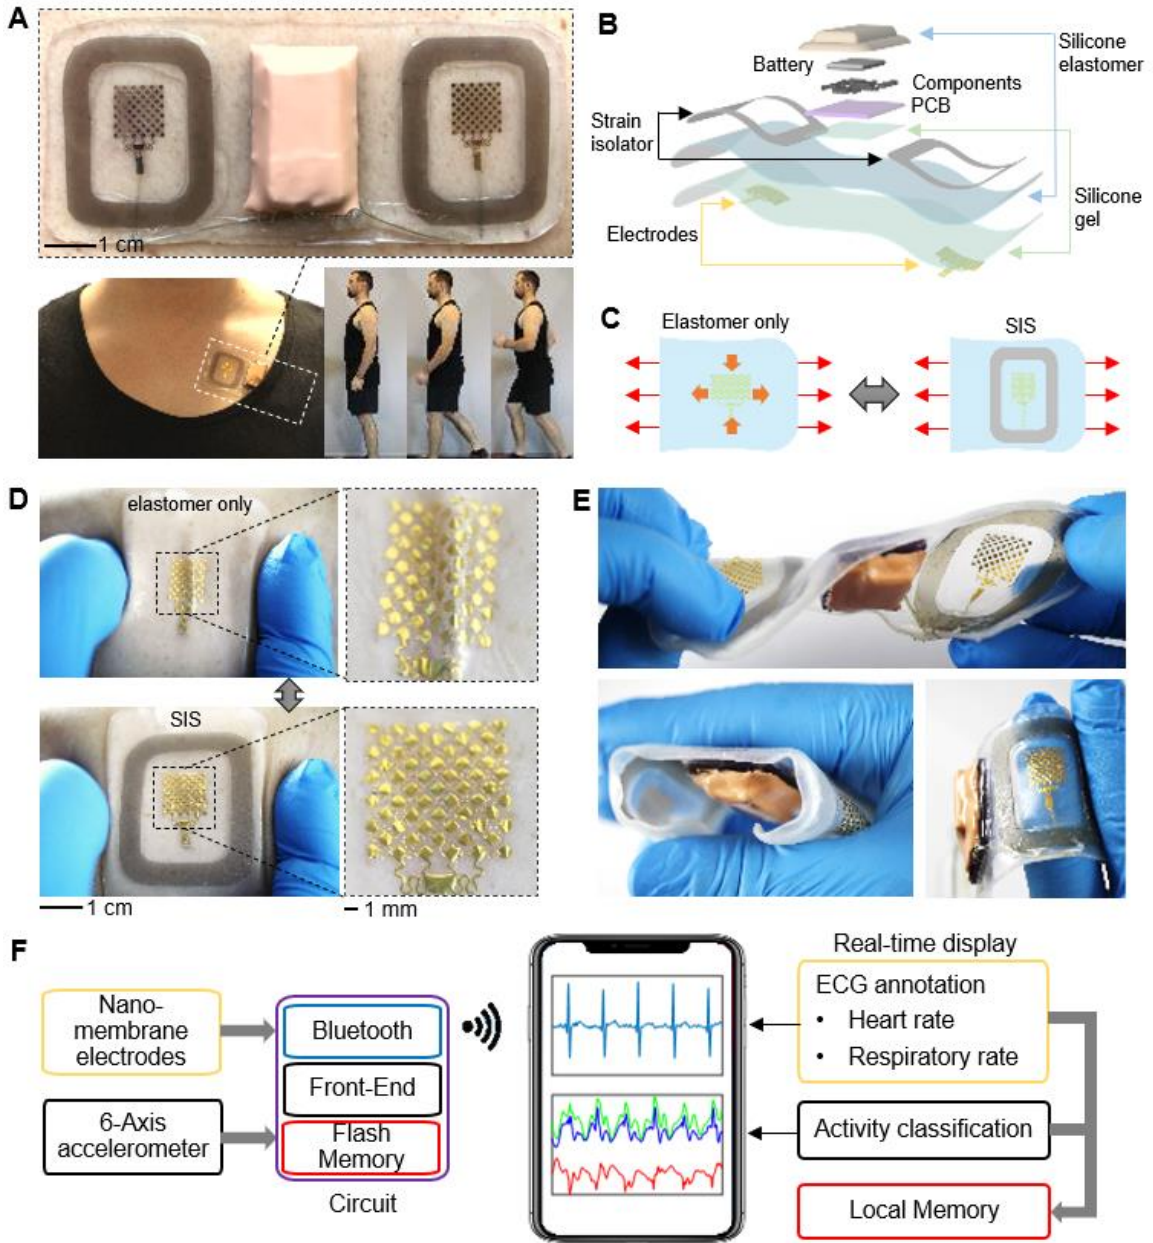 A
1 cm
B
Battery
Silicone
elastomer
Components
PCB
Strain
isolator
Silicone
gel
Electrodes
C
Elastomer only
SIS
D
elastomer only
SIS
1 cm
1 mm
E
F
Nano-
membrane
electrodes
6-Axis
accelerometer
Bluetooth
Front-End
Flash
Memory
Circuit
Real-time display
ECG annotation
• Heart rate
• Respiratory rate
Activity classification
Local Memory